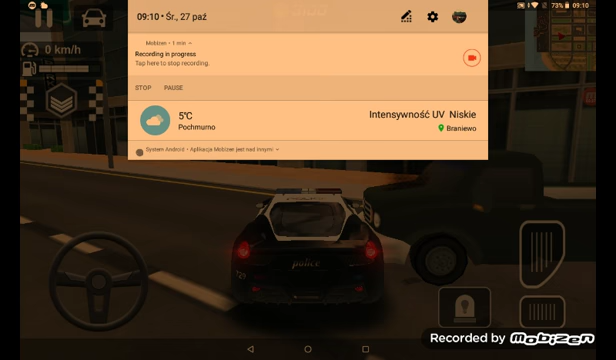 73% 09:10
09:10 • Śr., 27 paź
0 km/h
Mobizen • 1 min
Recording in progress
Tap here to stop recording.
STOP PAUSE
5°C
Pochmurno
Intensywność UV Niskie
Braniewo
System Android • Aplikacja Mobizen jest nad innymi
POLICE
729
Recorded by mobizen